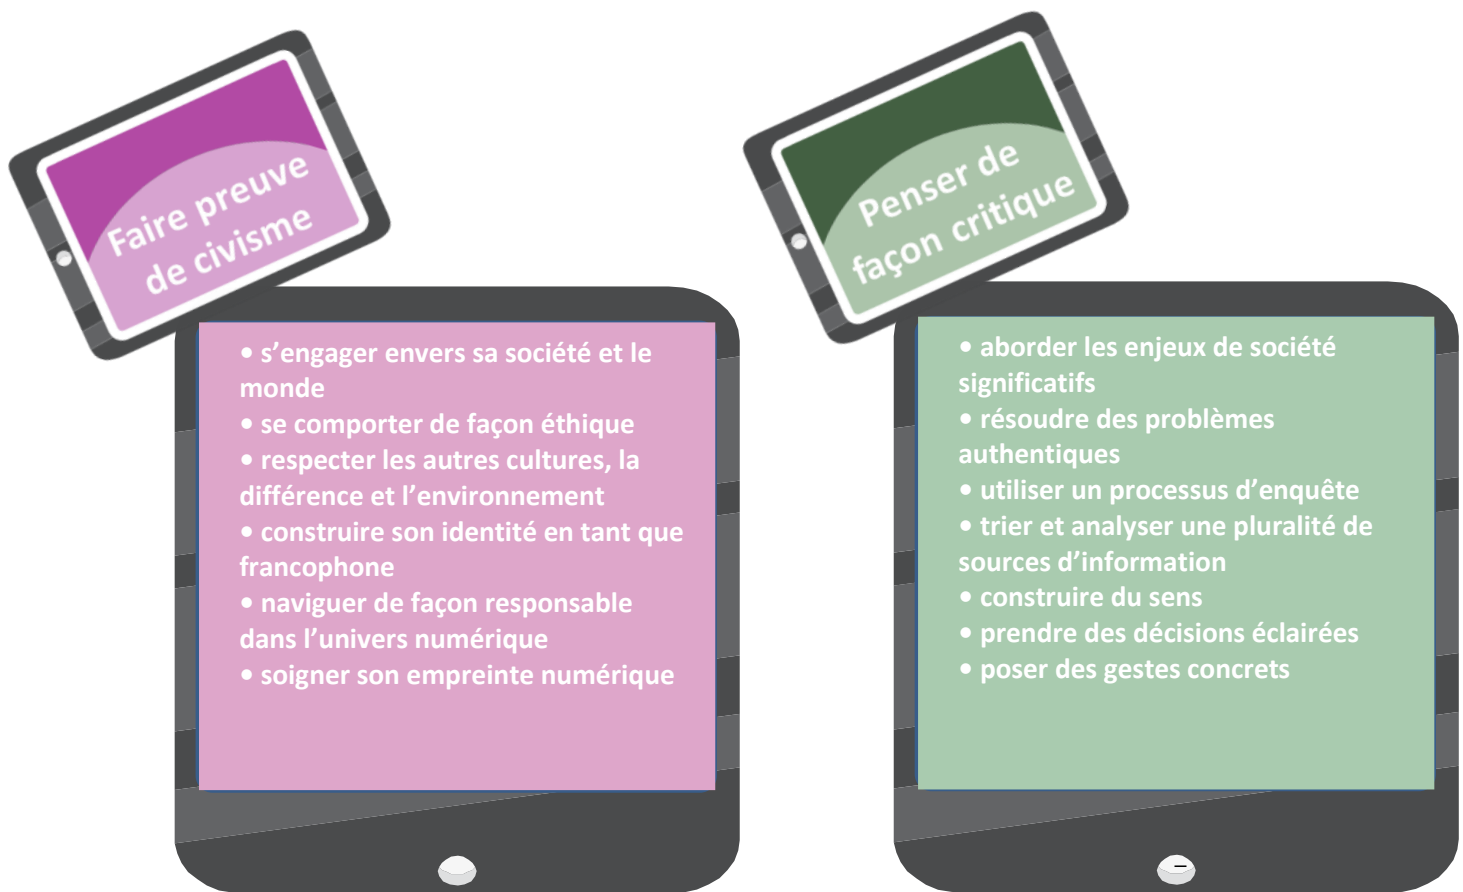 Faire preuve
de civisme
• s’engager envers sa société et le
monde
• se comporter de façon éthique
• respecter les autres cultures, la
différence et l’environnement
• construire son identité en tant que
francophone
• naviguer de façon responsable
dans l’univers numérique
• soigner son empreinte numérique
Penser de
façon critique
• aborder les enjeux de société
significatifs
• résoudre des problèmes
authentiques
• utiliser un processus d’enquête
• trier et analyser une pluralité de
sources d’information
• construire du sens
• prendre des décisions éclairées
• poser des gestes concrets